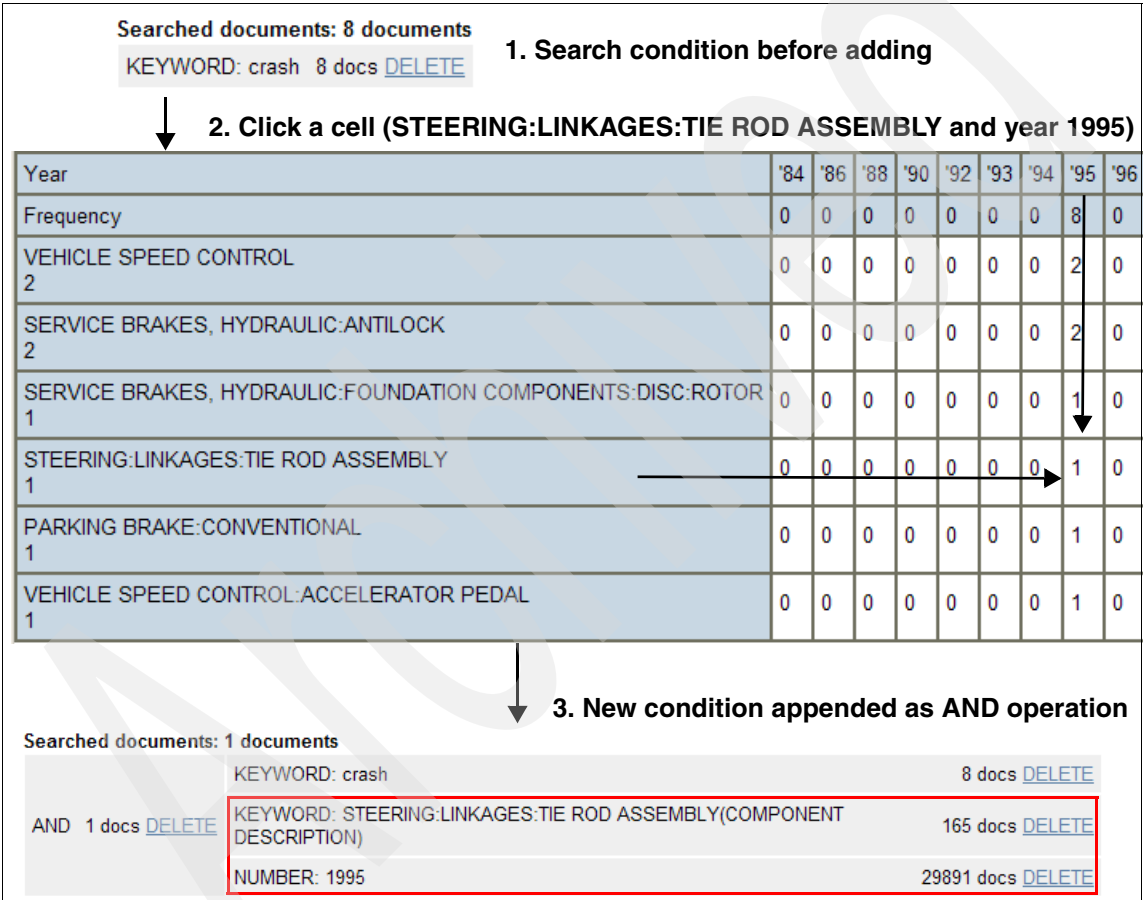 Searched documents: 8 documents
KEYWORD: crash 8 docs DELETE
1. Search condition before adding
2. Click a cell (STEERING:LINKAGES:TIE ROD ASSEMBLY and year 1995)
Year '84 '86 '88 '90 '92 '93 '94 '95 '96
Frequency 0 0 0 0 0 0 0 8 0
VEHICLE SPEED CONTROL
2 0 0 0 0 0 0 0 2 0
SERVICE BRAKES, HYDRAULIC:ANTILOCK
2 0 0 0 0 0 0 0 2 0
SERVICE BRAKES, HYDRAULIC:FOUNDATION COMPONENTS:DISC:ROTOR
1 0 0 0 0 0 0 0 1 0
STEERING:LINKAGES:TIE ROD ASSEMBLY
1 0 0 0 0 0 0 0 1 0
PARKING BRAKE:CONVENTIONAL
1 0 0 0 0 0 0 0 1 0
VEHICLE SPEED CONTROL:ACCELERATOR PEDAL
1 0 0 0 0 0 0 0 1 0
3. New condition appended as AND operation
Searched documents: 1 documents
KEYWORD: crash 8 docs DELETE
AND 1 docs DELETE
KEYWORD: STEERING:LINKAGES:TIE ROD ASSEMBLY(COMPONENT
DESCRIPTION) 165 docs DELETE
NUMBER: 1995 29891 docs DELETE